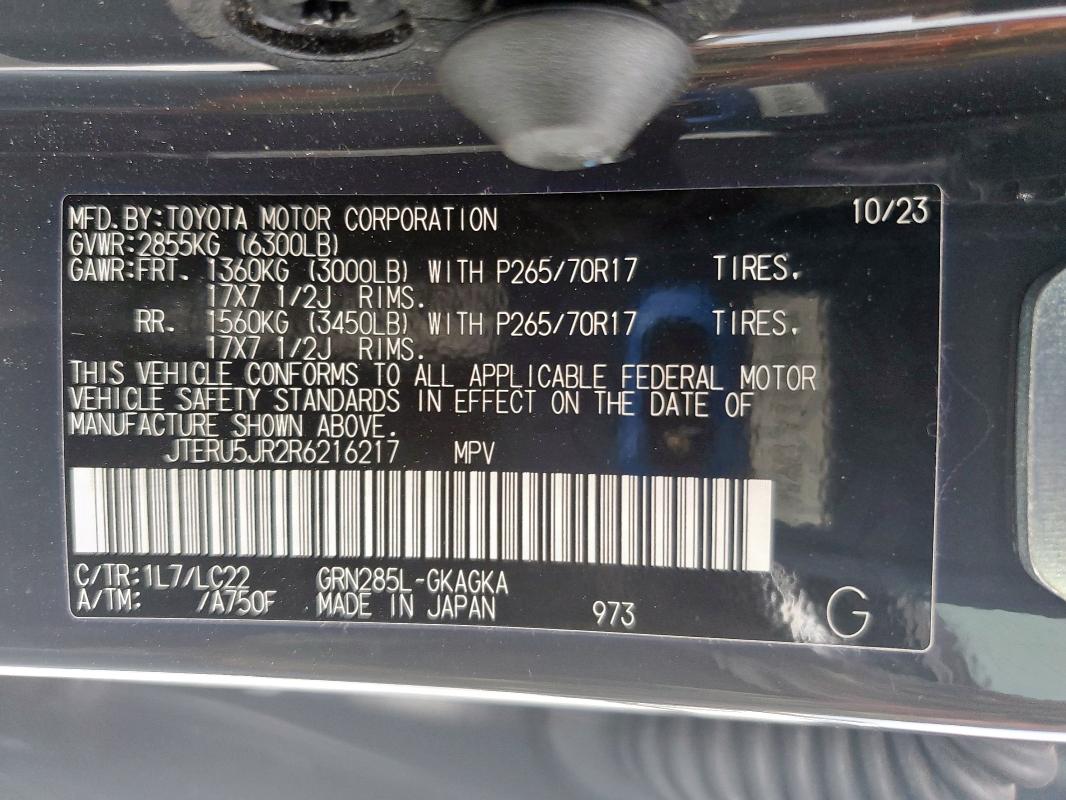 MFD.BY:TOYOTA MOTOR CORPORATION 10/23
GVWR:2855KG (6300LB)
GAWR:FRT. 1360KG (3000LB) WITH P265/70R17 TIRES.
17X7 1/2J RIMS.
RR. 1560KG (3450LB) WITH P265/70R17 TIRES.
17X7 1/2J RIMS.
THIS VEHICLE CONFORMS TO ALL APPLICABLE FEDERAL MOTOR
VEHICLE SAFETY STANDARDS IN EFFECT ON THE DATE OF
MANUFACTURE SHOWN ABOVE.
JTERU5JR2R6216217 MPV
C/TR:1L7/LC22 GRN285L-GKAGKA
A/TM: /A750F MADE IN JAPAN 973 G